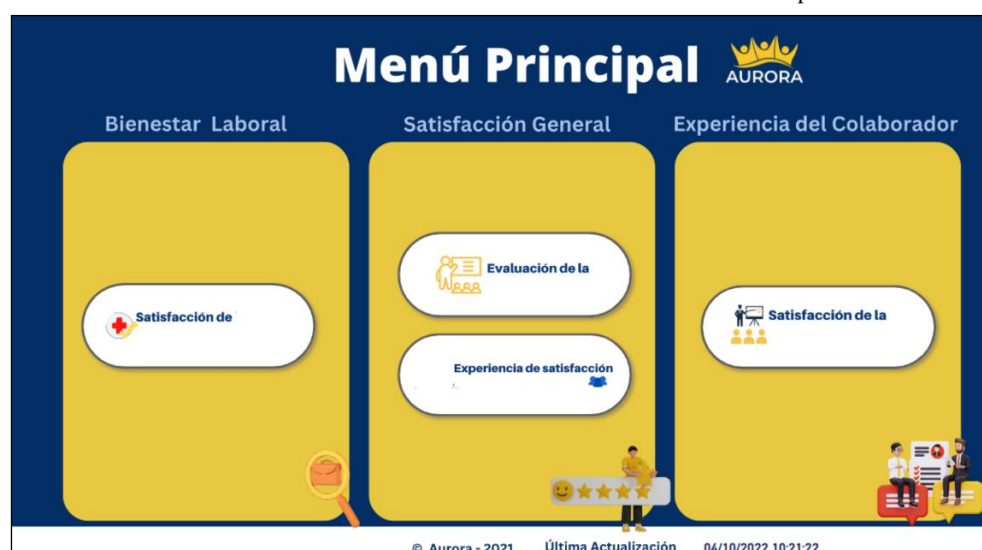 Menú Principal
AURORA
Bienestar Laboral
Satisfacción General
Experiencia del Colaborador
Satisfacción de
Evaluación de la
Experiencia de satisfacción
Satisfacción de la
© Aurora - 2021 Última Actualización 04/10/2022 10:21:22